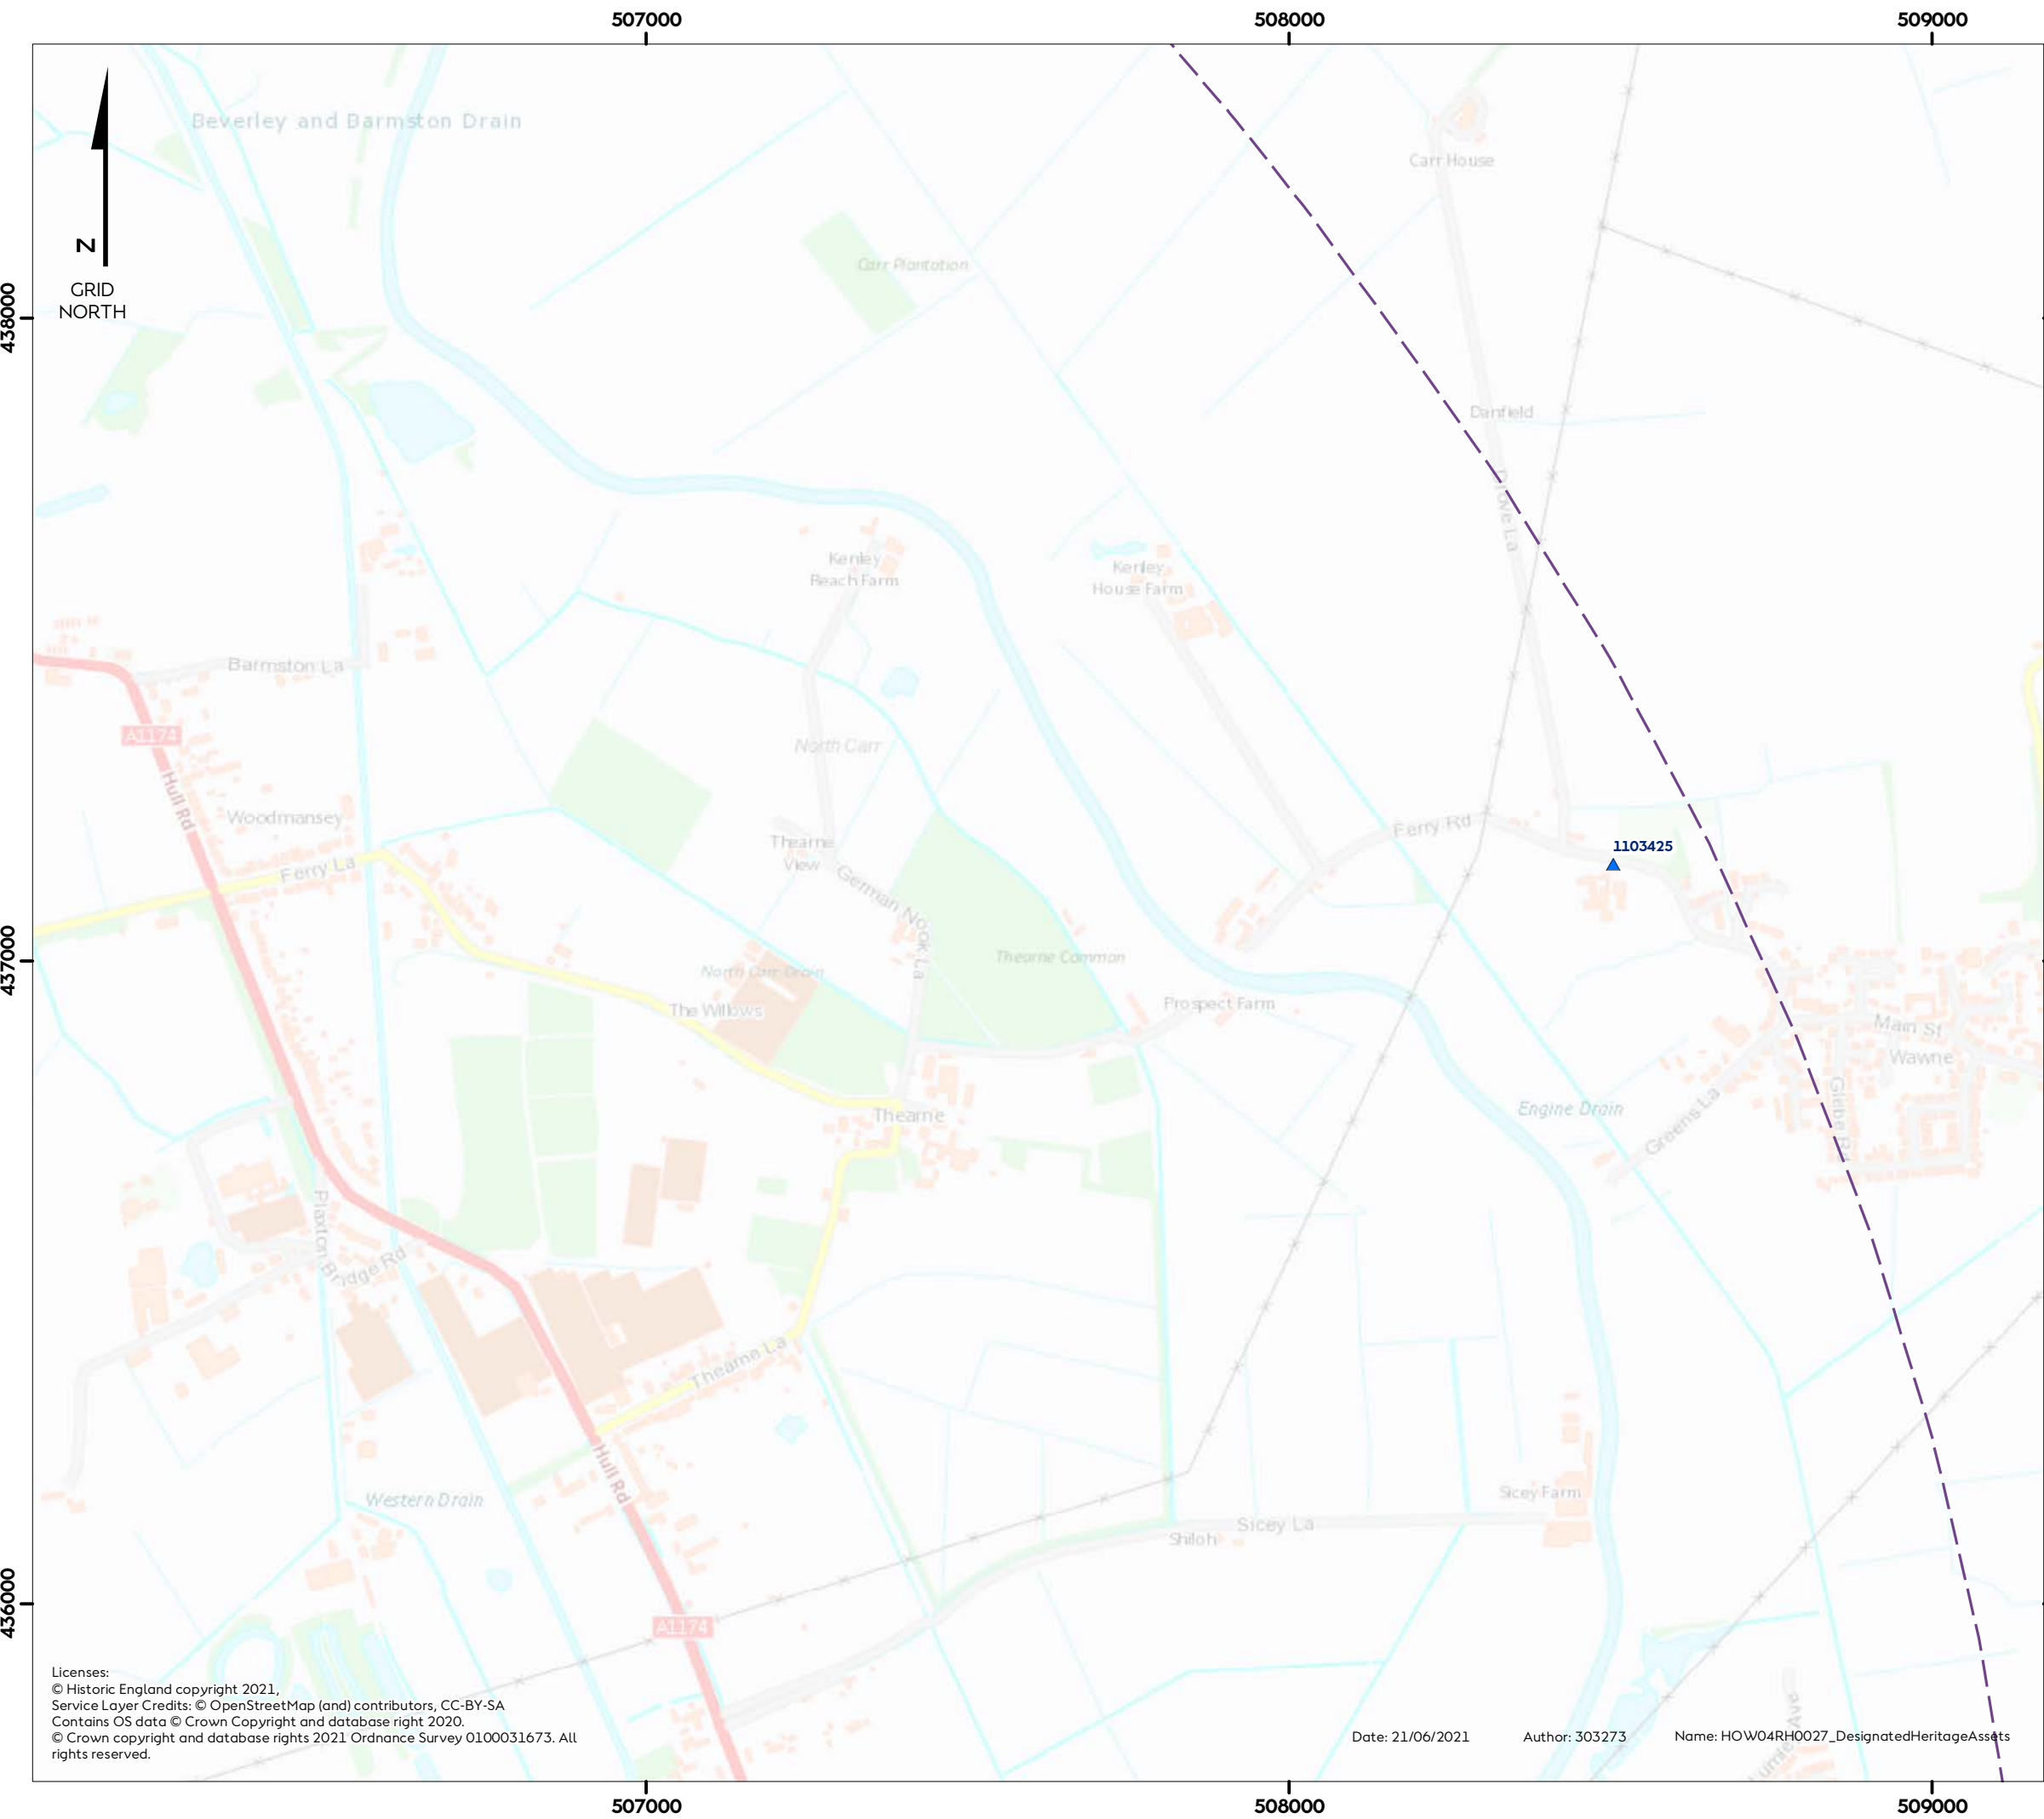 507000
508000
509000
Beverley and Barmston Drain
Carr House
N
GRID
NORTH
438000
Carr Plantation
Danfield
Drove La
Kenley
Reach Farm
Kenley
House Farm
Barmston La
A1174
Hull Rd
North Carr
Woodmansey
Ferry La
Thearne
View
German Nook La
Ferry Rd
1103425
437000
North Carr Drain
The Willows
Thearne Common
Prospect Farm
Main St
Wawne
Glebe Rd
Greens La
Engine Drain
Thearne
Plaxton Bridge Rd
Thearne La
Hull Rd
Western Drain
Sicey Farm
Sicey La
Shiloh
436000
A1174
Licenses:
© Historic England copyright 2021,
Service Layer Credits: © OpenStreetMap (and) contributors, CC-BY-SA
Contains OS data © Crown Copyright and database right 2020.
© Crown copyright and database rights 2021 Ordnance Survey 0100031673. All
rights reserved.
Date: 21/06/2021
Author: 303273
Name: HOW04RH0027_DesignatedHeritageAssets
507000
508000
509000